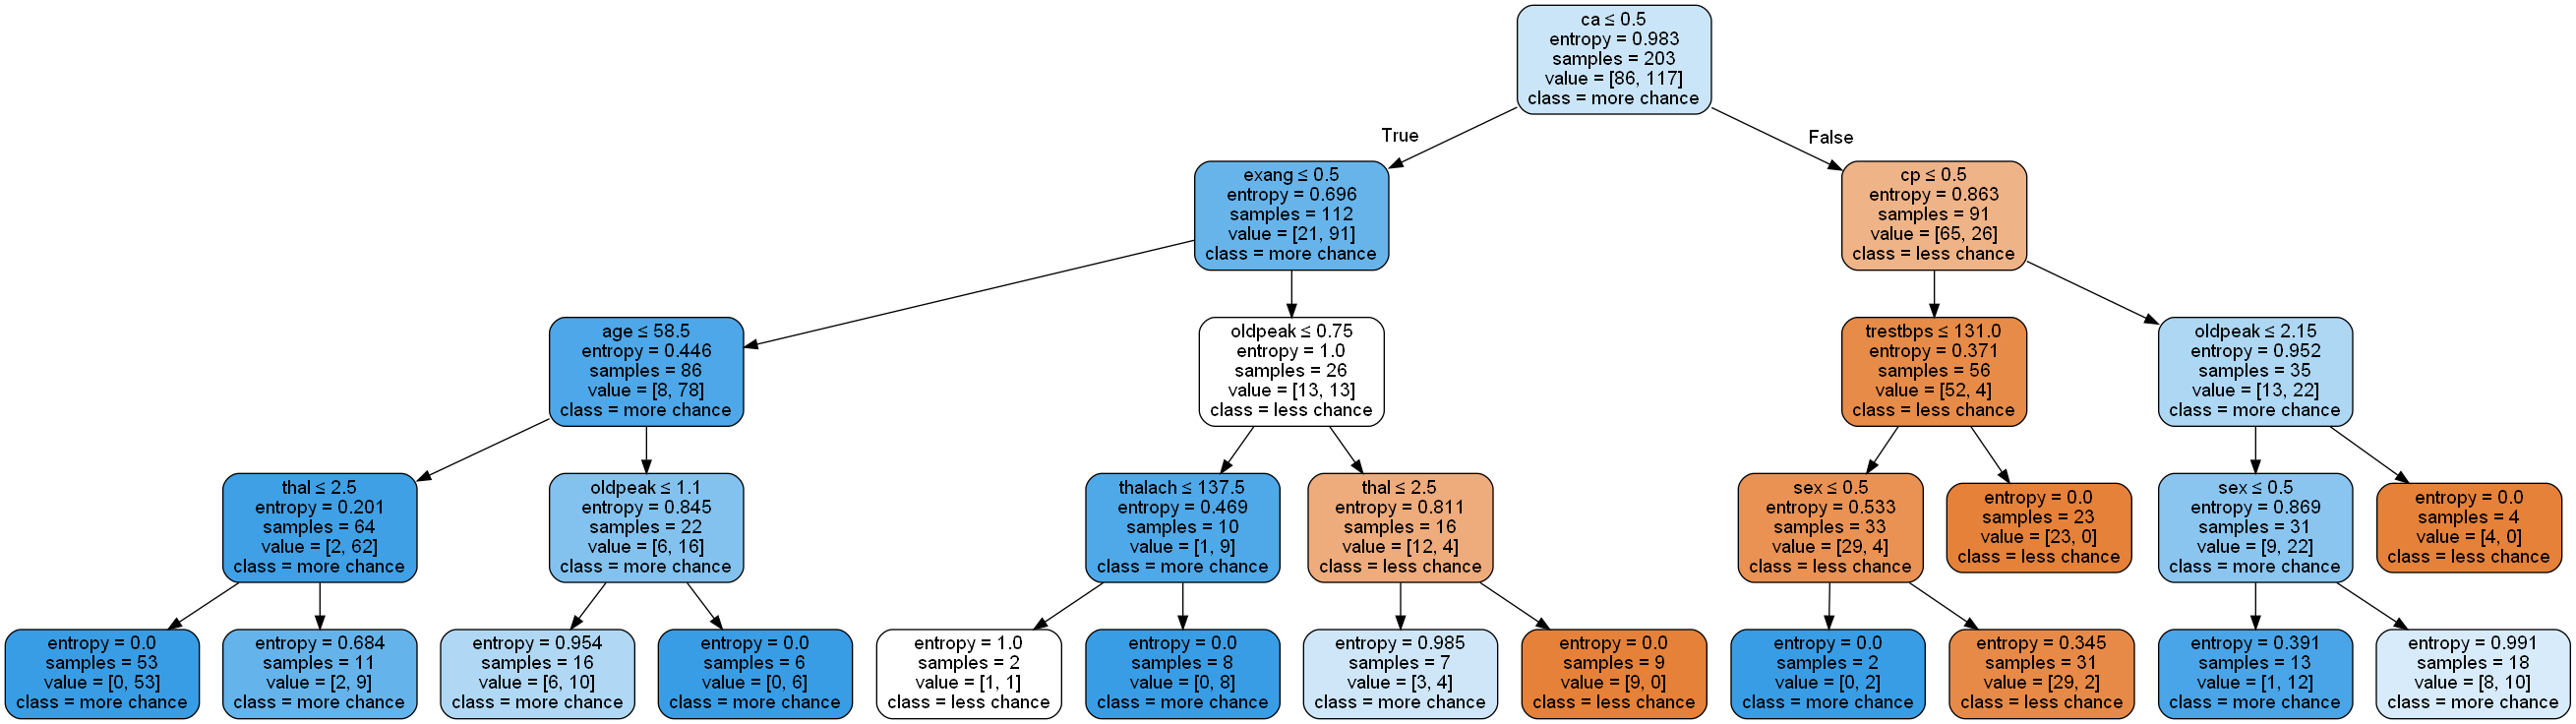 ca ≤ 0.5
entropy = 0.983
samples = 203
value = [86, 117]
class = more chance
True
False
exang ≤ 0.5
entropy = 0.696
samples = 112
value = [21, 91]
class = more chance
cp ≤ 0.5
entropy = 0.863
samples = 91
value = [65, 26]
class = less chance
age ≤ 58.5
entropy = 0.446
samples = 86
value = [8, 78]
class = more chance
oldpeak ≤ 0.75
entropy = 1.0
samples = 26
value = [13, 13]
class = less chance
trestbps ≤ 131.0
entropy = 0.371
samples = 56
value = [52, 4]
class = less chance
oldpeak ≤ 2.15
entropy = 0.952
samples = 35
value = [13, 22]
class = more chance
thal ≤ 2.5
entropy = 0.201
samples = 64
value = [2, 62]
class = more chance
oldpeak ≤ 1.1
entropy = 0.845
samples = 22
value = [6, 16]
class = more chance
thalach ≤ 137.5
entropy = 0.469
samples = 10
value = [1, 9]
class = more chance
thal ≤ 2.5
entropy = 0.811
samples = 16
value = [12, 4]
class = less chance
sex ≤ 0.5
entropy = 0.533
samples = 33
value = [29, 4]
class = less chance
entropy = 0.0
samples = 23
value = [23, 0]
class = less chance
sex ≤ 0.5
entropy = 0.869
samples = 31
value = [9, 22]
class = more chance
entropy = 0.0
samples = 4
value = [4, 0]
class = less chance
entropy = 0.0
samples = 53
value = [0, 53]
class = more chance
entropy = 0.684
samples = 11
value = [2, 9]
class = more chance
entropy = 0.954
samples = 16
value = [6, 10]
class = more chance
entropy = 0.0
samples = 6
value = [0, 6]
class = more chance
entropy = 1.0
samples = 2
value = [1, 1]
class = less chance
entropy = 0.0
samples = 8
value = [0, 8]
class = more chance
entropy = 0.985
samples = 7
value = [3, 4]
class = more chance
entropy = 0.0
samples = 9
value = [9, 0]
class = less chance
entropy = 0.0
samples = 2
value = [0, 2]
class = more chance
entropy = 0.345
samples = 31
value = [29, 2]
class = less chance
entropy = 0.391
samples = 13
value = [1, 12]
class = more chance
entropy = 0.991
samples = 18
value = [8, 10]
class = more chance